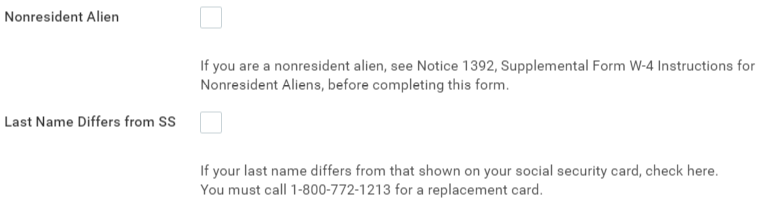 Nonresident Alien
If you are a nonresident alien, see Notice 1392, Supplemental Form W-4 Instructions for
Nonresident Aliens, before completing this form.
Last Name Differs from SS
If your last name differs from that shown on your social security card, check here.
You must call 1-800-772-1213 for a replacement card.